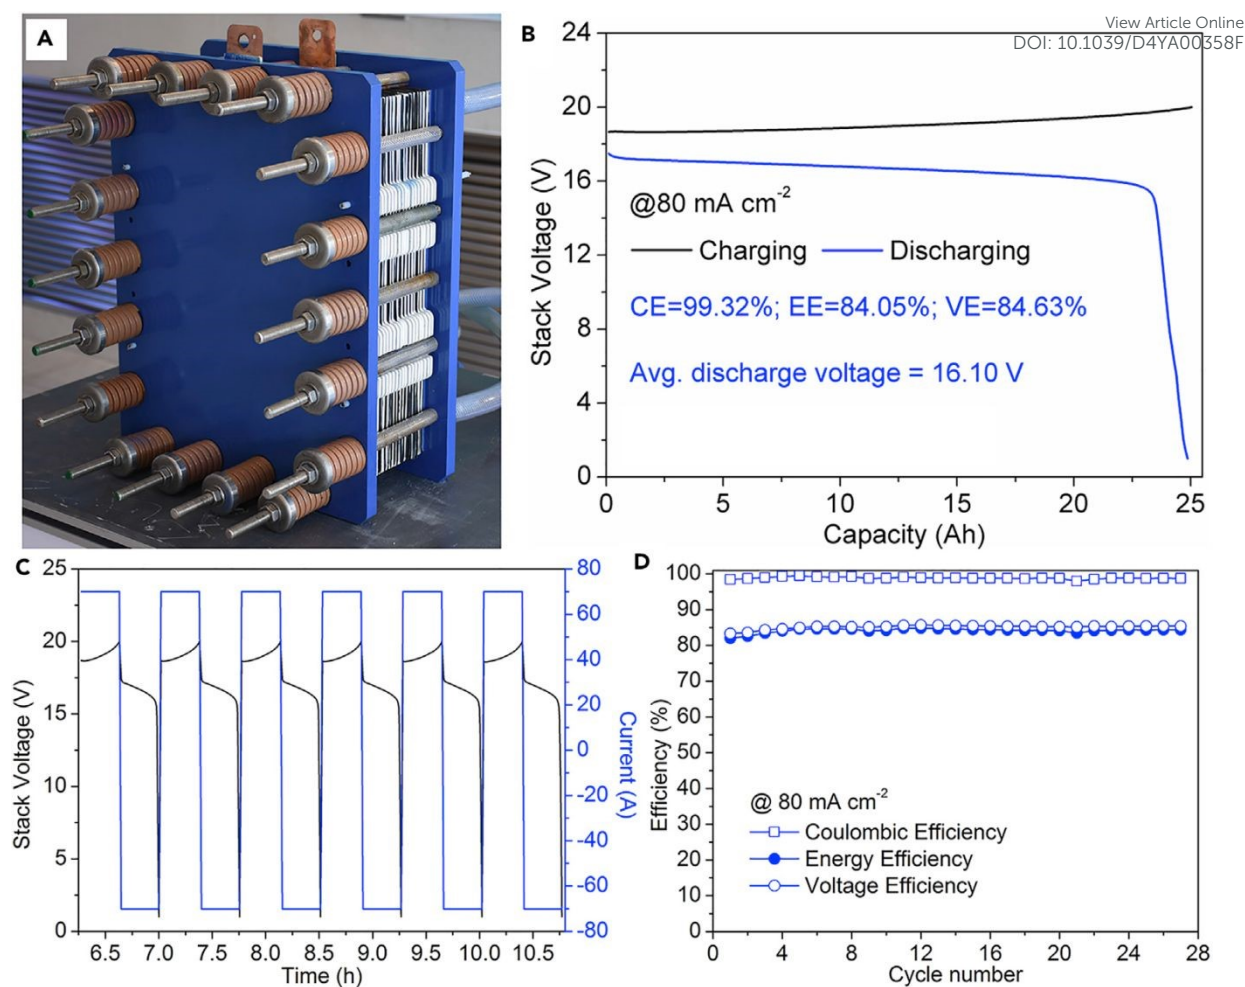 View Article Online
DOI: 10.1039/D4YA00358F
A
B
24
20
16
12
8
4
0
Stack Voltage (V)
@80 mA cm-2
Charging
Discharging
CE=99.32%; EE=84.05%; VE=84.63%
Avg. discharge voltage = 16.10 V
0 5 10 15 20 25
Capacity (Ah)
C
25
20
15
10
5
0
Stack Voltage (V)
80
60
40
20
0
-20
-40
-60
-80
Current (A)
6.5 7.0 7.5 8.0 8.5 9.0 9.5 10.0 10.5
Time (h)
D
100
90
80
70
60
50
40
30
20
10
0
Efficiency (%)
@ 80 mA cm-2
Coulombic Efficiency
Energy Efficiency
Voltage Efficiency
0 4 8 12 16 20 24 28
Cycle number